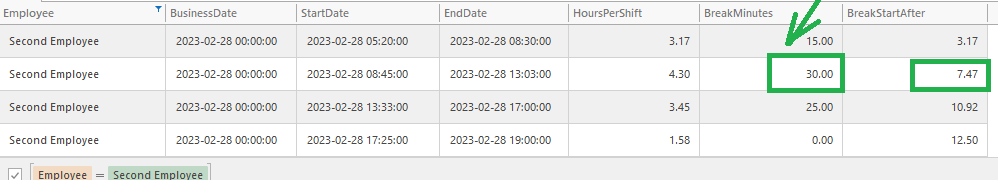 Employee BusinessDate StartDate EndDate HoursPerShift BreakMinutes BreakStartAfter
Second Employee 2023-02-28 00:00:00 2023-02-28 05:20:00 2023-02-28 08:30:00 3.17 15.00 3.17
Second Employee 2023-02-28 00:00:00 2023-02-28 08:45:00 2023-02-28 13:03:00 4.30 30.00 7.47
Second Employee 2023-02-28 00:00:00 2023-02-28 13:33:00 2023-02-28 17:00:00 3.45 25.00 10.92
Second Employee 2023-02-28 00:00:00 2023-02-28 17:25:00 2023-02-28 19:00:00 1.58 0.00 12.50
Employee = Second Employee